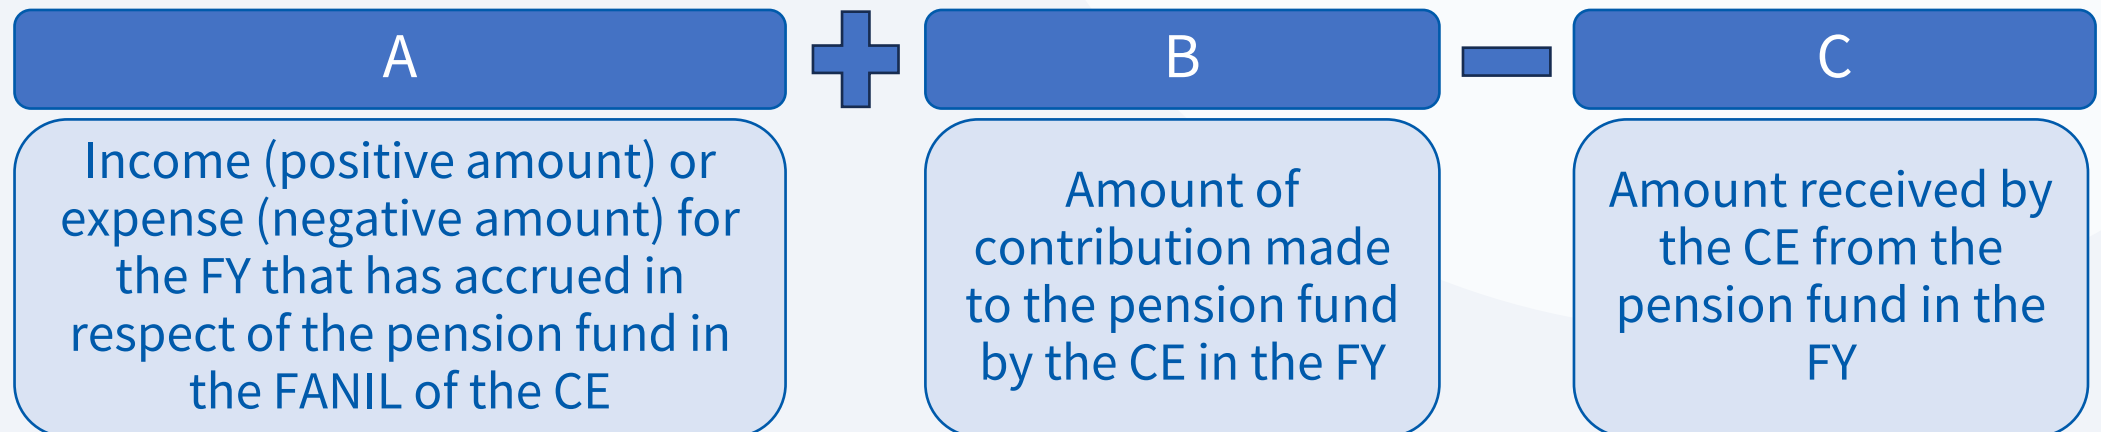 A
Income (positive amount) or
expense (negative amount) for
the FY that has accrued in
respect of the pension fund in
the FANIL of the CE
B
Amount of
contribution made
to the pension fund
by the CE in the FY
C
Amount received by
the CE from the
pension fund in the
FY